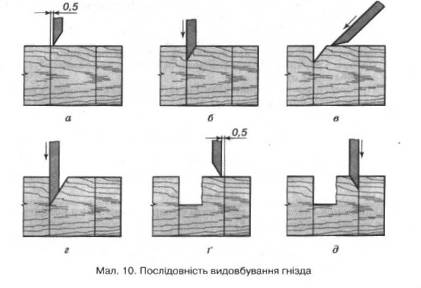 0,5
а б в
0,5
г ґ д
Мал. 10. Послідовність видовбування гнізда